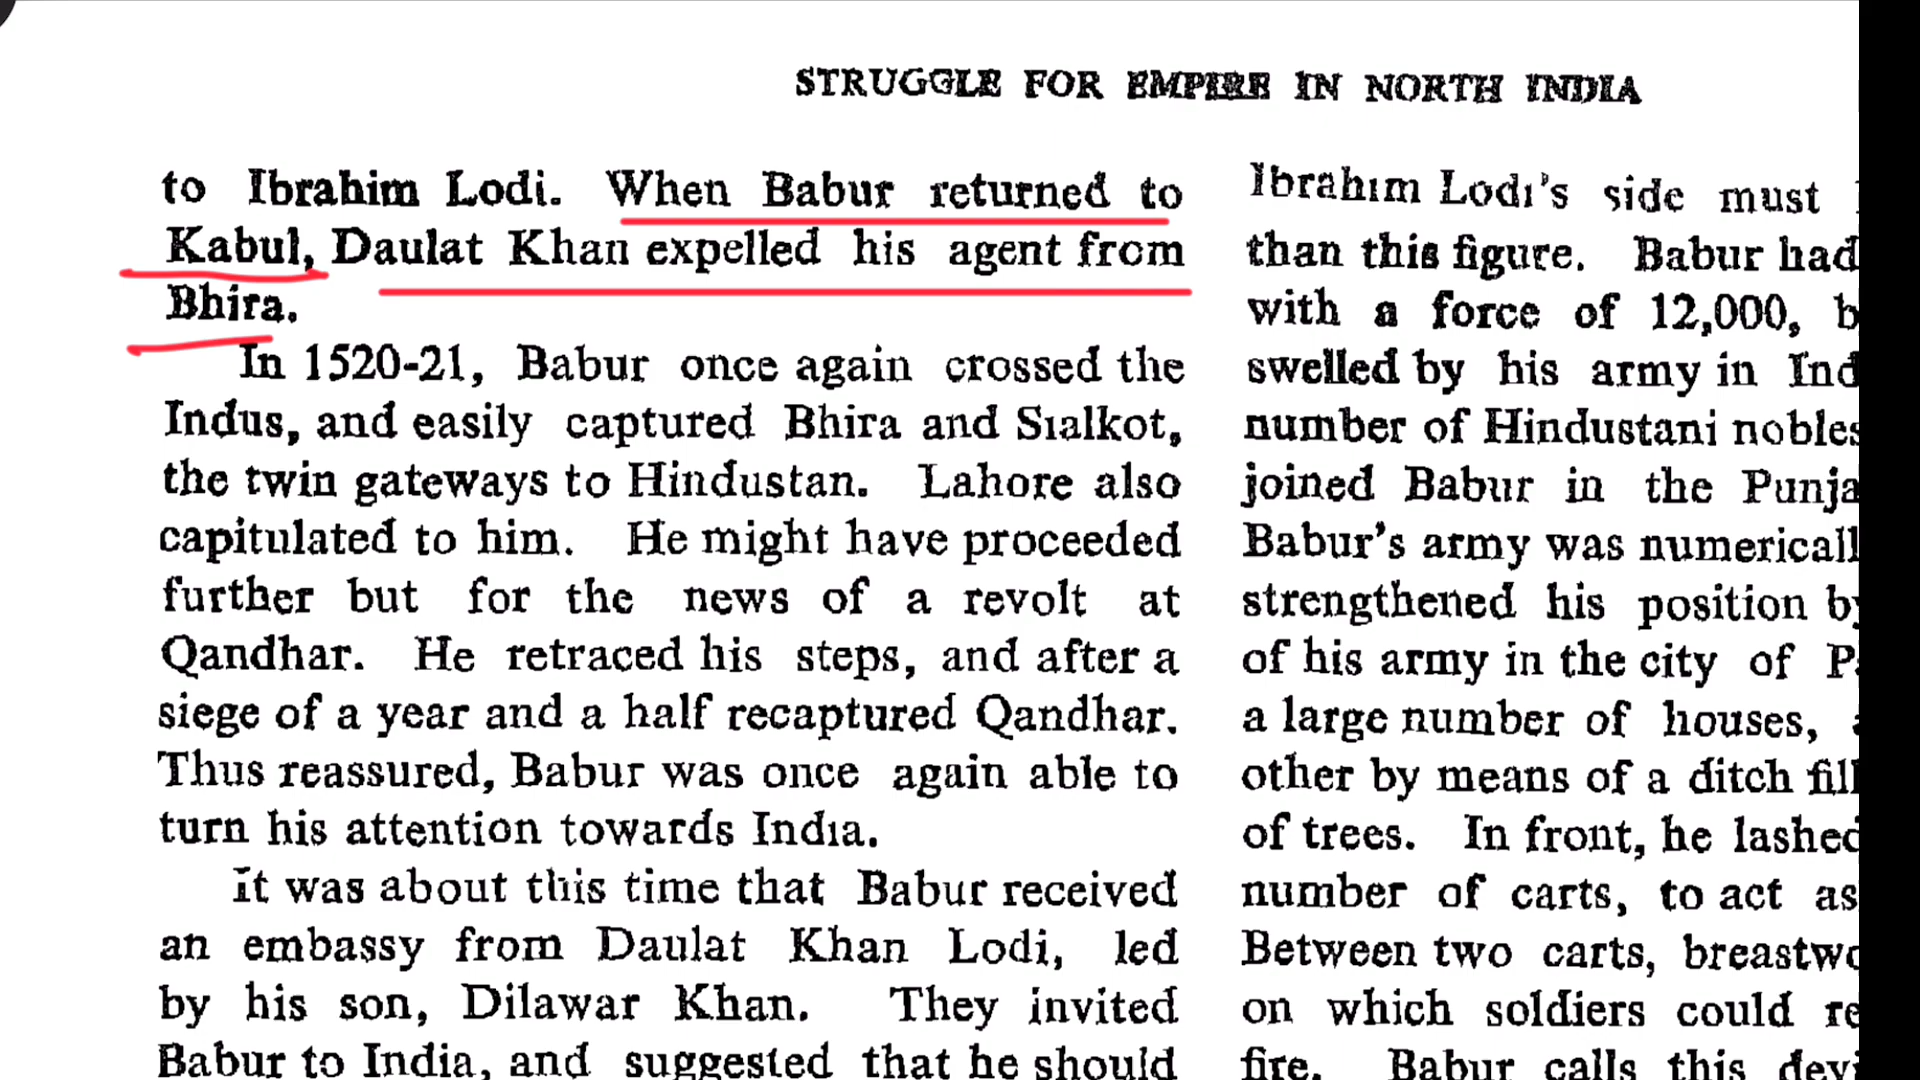 STRUGGLE FOR EMPIRE IN NORTH INDIA
to Ibrahim Lodi. When Babur returned to
Kabul, Daulat Khan expelled his agent from
Bhira.
In 1520-21, Babur once again crossed the
Indus, and easily captured Bhira and Sialkot,
the twin gateways to Hindustan. Lahore also
capitulated to him. He might have proceeded
further but for the news of a revolt at
Qandhar. He retraced his steps, and after a
siege of a year and a half recaptured Qandhar.
Thus reassured, Babur was once again able to
turn his attention towards India.
It was about this time that Babur received
an embassy from Daulat Khan Lodi, led
by his son, Dilawar Khan. They invited
Babur to India, and suggested that he should
Ibrahim Lodi's side must
than this figure. Babur had
with a force of 12,000,
swelled by his army in
number of Hindustani nobles
joined Babur in the
Babur's army was
strengthened his position
of his army in the city of
a large number of houses,
other by means of a ditch
of trees. In front, he lashed
number of carts, to act as
Between two carts,
on which soldiers could
fire. Babur calls this